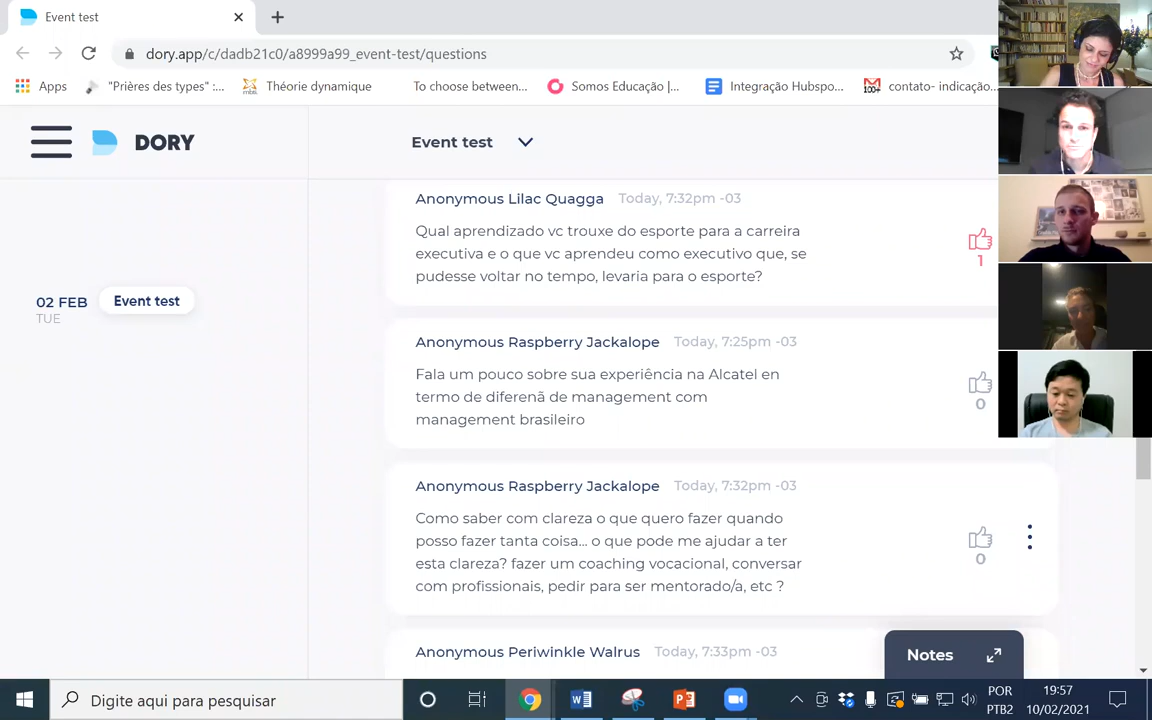 Event test
dory.app/c/dadb21c0/a8999a99_event-test/questions
Apps
"Prières des types" :...
Théorie dynamique
To choose between...
Somos Educação |...
Integração Hubspo...
contato- indicação...
DORY
Event test
Anonymous Lilac Quagga Today, 7:32pm -03
Qual aprendizado vc trouxe do esporte para a carreira
executiva e o que vc aprendeu como executivo que, se
pudesse voltar no tempo, levaria para o esporte?
1
02 FEB
TUE
Event test
Anonymous Raspberry Jackalope Today, 7:25pm -03
Fala um pouco sobre sua experiência na Alcatel en
termo de diferenã de management com
management brasileiro
0
Anonymous Raspberry Jackalope Today, 7:32pm -03
Como saber com clareza o que quero fazer quando
posso fazer tanta coisa... o que pode me ajudar a ter
esta clareza? fazer um coaching vocacional, conversar
com profissionais, pedir para ser mentorado/a, etc ?
0
Anonymous Periwinkle Walrus Today, 7:33pm -03
Notes
Digite aqui para pesquisar
POR
PTB2
19:57
10/02/2021